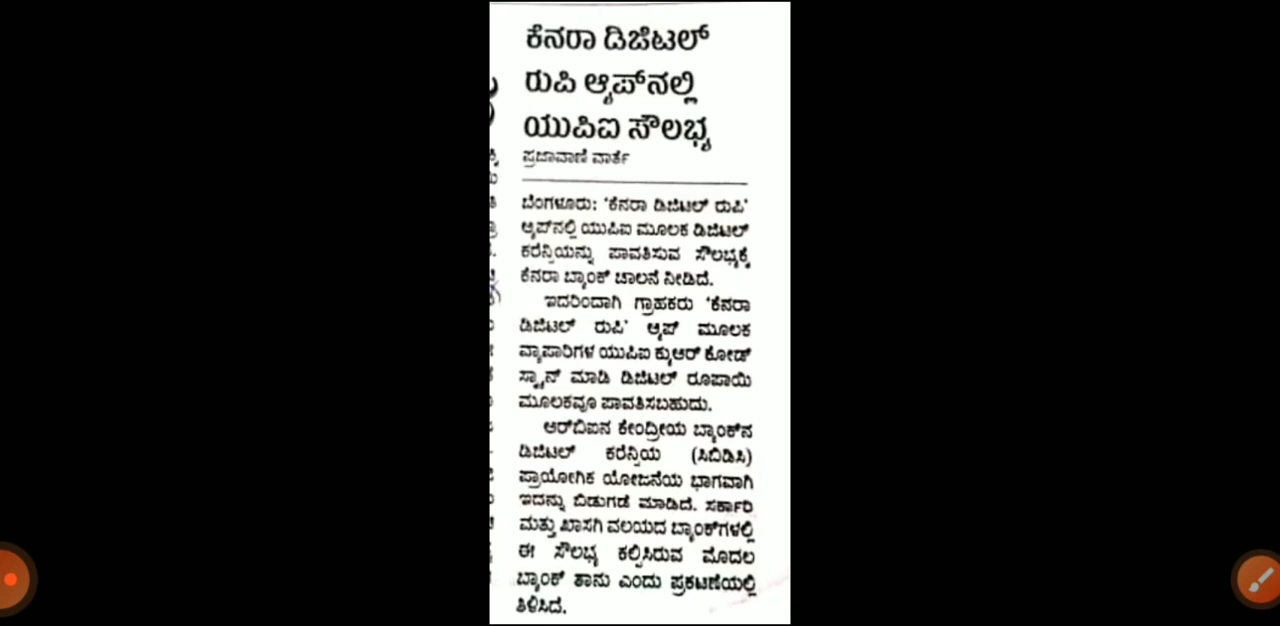 ಕೆನರಾ ಡಿಜಿಟಲ್
ರುಪಿ ಆ್ಯಪ್‌ನಲ್ಲಿ
ಯುಪಿಐ ಸೌಲಭ್ಯ
ಪ್ರಜಾವಾಣಿ ವಾರ್ತೆ
ಬೆಂಗಳೂರು: ‘ಕೆನರಾ ಡಿಜಿಟಲ್ ರುಪಿ’
ಆ್ಯಪ್‌ನಲ್ಲಿ ಯುಪಿಐ ಮೂಲಕ ಡಿಜಿಟಲ್
ಕರೆನ್ಸಿಯನ್ನು ಪಾವತಿಸುವ ಸೌಲಭ್ಯಕ್ಕೆ
ಕೆನರಾ ಬ್ಯಾಂಕ್ ಚಾಲನೆ ನೀಡಿದೆ.
ಇದರಿಂದಾಗಿ ಗ್ರಾಹಕರು ‘ಕೆನರಾ
ಡಿಜಿಟಲ್ ರುಪಿ’ ಆ್ಯಪ್ ಮೂಲಕ
ವ್ಯಾಪಾರಿಗಳ ಯುಪಿಐ ಕ್ಯುಆರ್ ಕೋಡ್
ಸ್ಕ್ಯಾನ್ ಮಾಡಿ ಡಿಜಿಟಲ್ ರೂಪಾಯಿ
ಮೂಲಕವೂ ಪಾವತಿಸಬಹುದು.
ಆರ್‌ಬಿಐನ ಕೇಂದ್ರೀಯ ಬ್ಯಾಂಕ್‌ನ
ಡಿಜಿಟಲ್ ಕರೆನ್ಸಿಯ (ಸಿಬಿಡಿಸಿ)
ಪ್ರಾಯೋಗಿಕ ಯೋಜನೆಯ ಭಾಗವಾಗಿ
ಇದನ್ನು ಬಿಡುಗಡೆ ಮಾಡಿದೆ. ಸರ್ಕಾರಿ
ಮತ್ತು ಖಾಸಗಿ ವಲಯದ ಬ್ಯಾಂಕ್‌ಗಳಲ್ಲಿ
ಈ ಸೌಲಭ್ಯ ಕಲ್ಪಿಸಿರುವ ಮೊದಲ
ಬ್ಯಾಂಕ್ ತಾನು ಎಂದು ಪ್ರಕಟಣೆಯಲ್ಲಿ
ತಿಳಿಸಿದೆ.